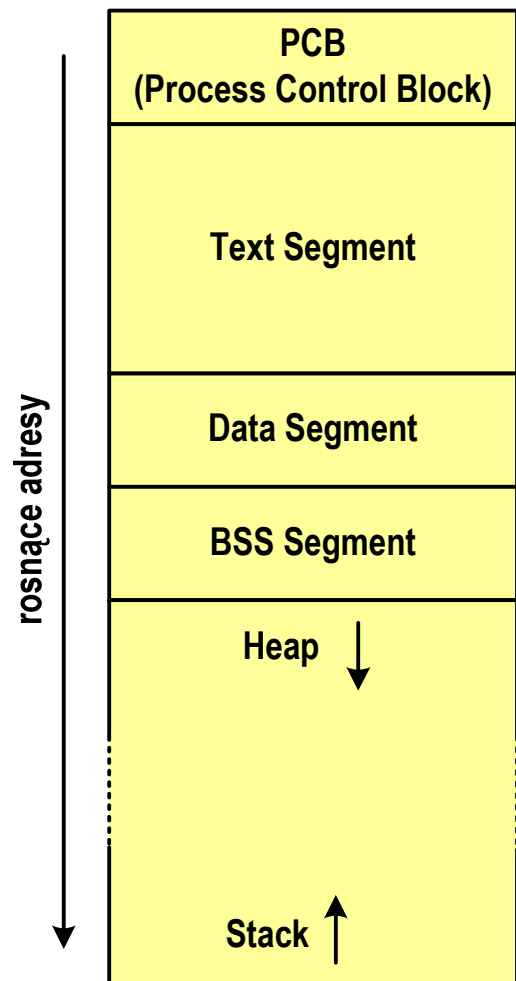 PCB
(Process Control Block)
Text Segment
Data Segment
BSS Segment
Heap
Stack
rosnące adresy